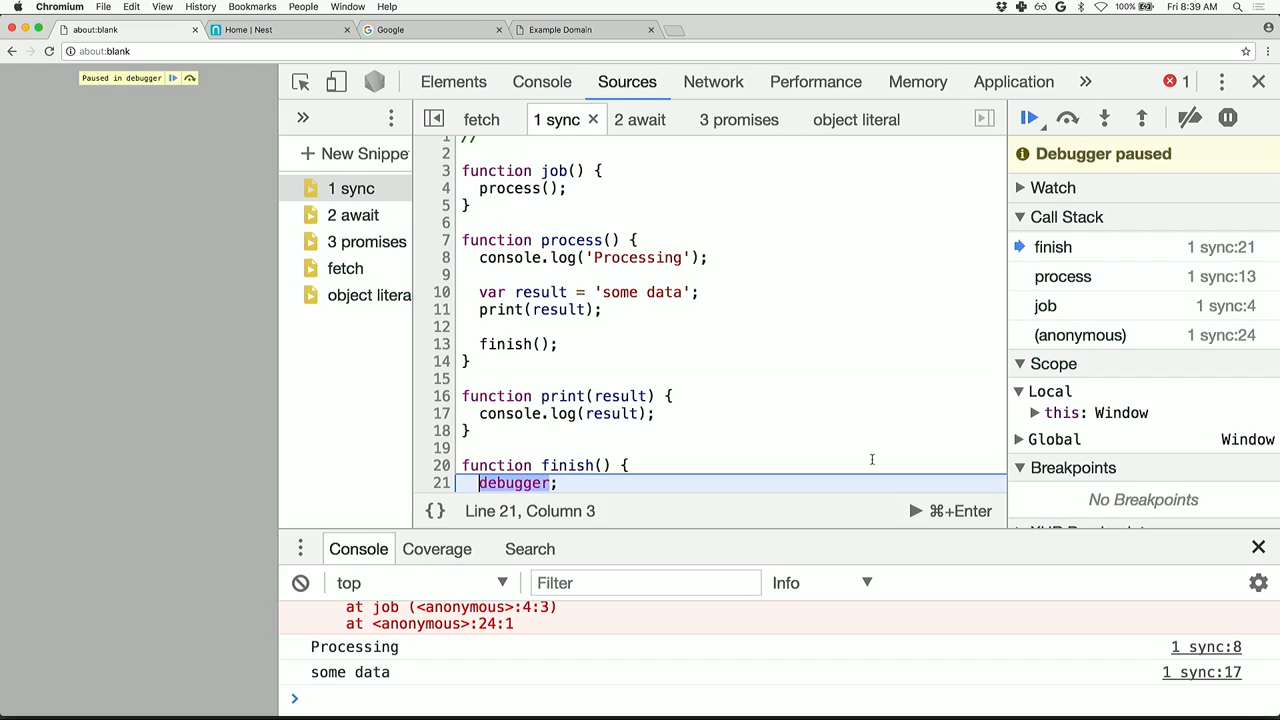 Chromium File Edit View History Bookmarks People Window Help 100% Fri 8:39 AM
about:blank Home | Nest Google Example Domain
about:blank
Paused in debugger
Elements Console Sources Network Performance Memory Application 1
fetch 1 sync 2 await 3 promises object literal
New Snippe
1 sync
2 await
3 promises
fetch
object litera
1 //
2
3 function job() {
4 process();
5 }
6
7 function process() {
8 console.log('Processing');
9
10 var result = 'some data';
11 print(result);
12
13 finish();
14 }
15
16 function print(result) {
17 console.log(result);
18 }
19
20 function finish() {
21 debugger;
{} Line 21, Column 3 ⌘+Enter
Debugger paused
Watch
Call Stack
finish 1 sync:21
process 1 sync:13
job 1 sync:4
(anonymous) 1 sync:24
Scope
Local
this: Window
Global Window
Breakpoints
No Breakpoints
Console Coverage Search
top Filter Info
at job (<anonymous>:4:3)
at <anonymous>:24:1
Processing 1 sync:8
some data 1 sync:17